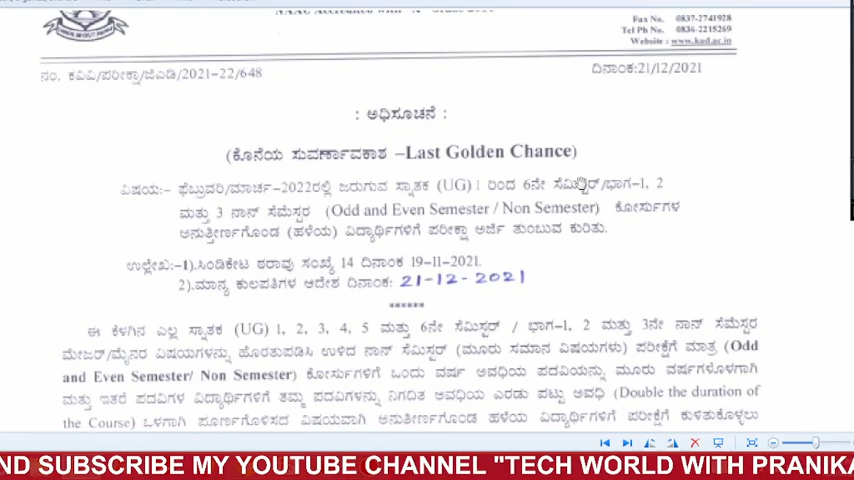 NAAC Accredited with
Fax No. 0837-2741928
Tel Ph No. 0836-2215269
Website : www.kud.ac.in
ನಂ. ಕವಿವಿ/ಪರೀಕ್ಷಾ/ಜಿಎಡಿ/2021-22/648
ದಿನಾಂಕ:21/12/2021
: ಅಧಿಸೂಚನೆ :
(ಕೊನೆಯ ಸುವರ್ಣಾವಕಾಶ –Last Golden Chance)
ವಿಷಯ:- ಫೆಬ್ರುವರಿ/ಮಾರ್ಚ-2022ರಲ್ಲಿ ಜರುಗುವ ಸ್ನಾತಕ (UG) 1 ರಿಂದ 6ನೇ ಸೆಮಿಸ್ಟರ್/ಭಾಗ-1, 2
ಮತ್ತು 3 ನಾನ್ ಸೆಮೆಸ್ಟರ (Odd and Even Semester / Non Semester) ಕೋರ್ಸುಗಳ
ಅನುತ್ತೀರ್ಣಗೊಂಡ (ಹಳೆಯ) ವಿದ್ಯಾರ್ಥಿಗಳಿಗೆ ಪರೀಕ್ಷಾ ಅರ್ಜಿ ತುಂಬುವ ಕುರಿತು.
ಉಲ್ಲೇಖ:-1).ಸಿಂಡಿಕೇಟ ಠರಾವು ಸಂಖ್ಯೆ 14 ದಿನಾಂಕ 19-11-2021.
2).ಮಾನ್ಯ ಕುಲಪತಿಗಳ ಆದೇಶ ದಿನಾಂಕ: 21-12-2021
******
ಈ ಕೆಳಗಿನ ಎಲ್ಲ ಸ್ನಾತಕ (UG) 1, 2, 3, 4, 5 ಮತ್ತು 6ನೇ ಸೆಮಿಸ್ಟರ್ / ಭಾಗ-1, 2 ಮತ್ತು 3ನೇ ನಾನ್ ಸೆಮೆಸ್ಟರ
ಮೇಜರ್/ಮೈನರ ವಿಷಯಗಳನ್ನು ಹೊರತುಪಡಿಸಿ ಉಳಿದ ನಾನ್ ಸೆಮಿಸ್ಟರ್ (ಮೂರು ಸಮಾನ ವಿಷಯಗಳು) ಪರೀಕ್ಷೆಗೆ ಮಾತ್ರ (Odd
and Even Semester/ Non Semester) ಕೋರ್ಸುಗಳಿಗೆ ಒಂದು ವರ್ಷ ಅವಧಿಯ ಪದವಿಯನ್ನು ಮೂರು ವರ್ಷಗಳೊಳಗಾಗಿ
ಮತ್ತು ಇತರೆ ಪದವಿಗಳ ವಿದ್ಯಾರ್ಥಿಗಳಿಗೆ ತಮ್ಮ ಪದವಿಗಳನ್ನು ನಿಗದಿತ ಅವಧಿಯ ಎರಡು ಪಟ್ಟು ಅವಧಿ (Double the duration of
the Course) ಒಳಗಾಗಿ ಪೂರ್ಣಗೊಳಿಸದ ವಿಷಯವಾಗಿ ಅನುತ್ತೀರ್ಣಗೊಂಡ ಹಳೆಯ ವಿದ್ಯಾರ್ಥಿಗಳಿಗೆ ಪರೀಕ್ಷೆಗೆ ಕುಳಿತುಕೊಳ್ಳಲು
ND SUBSCRIBE MY YOUTUBE CHANNEL "TECH WORLD WITH PRANIKA